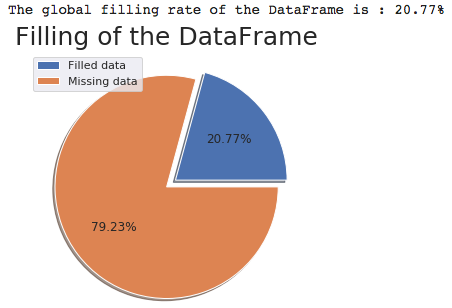 The global filling rate of the DataFrame is : 20.77%
Filling of the DataFrame
Filled data
Missing data
20.77%
79.23%